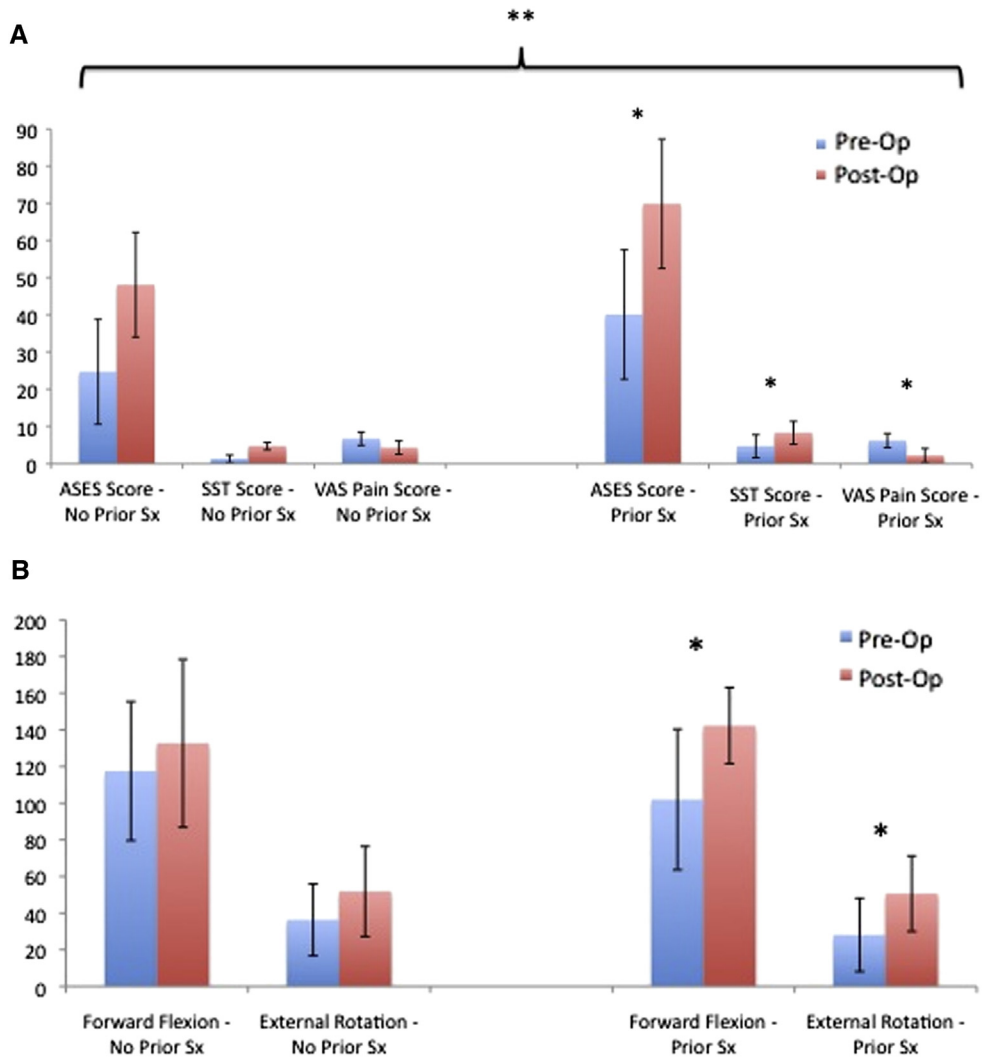 A
**
*
90
80
70
60
50
40
30
20
10
0
Pre-Op
Post-Op
*
*
ASES Score -
No Prior Sx
SST Score -
No Prior Sx
VAS Pain Score -
No Prior Sx
ASES Score -
Prior Sx
SST Score -
Prior Sx
VAS Pain Score -
Prior Sx
B
200
180
160
140
120
100
80
60
40
20
0
*
Pre-Op
Post-Op
*
Forward Flexion -
No Prior Sx
External Rotation -
No Prior Sx
Forward Flexion -
Prior Sx
External Rotation -
Prior Sx